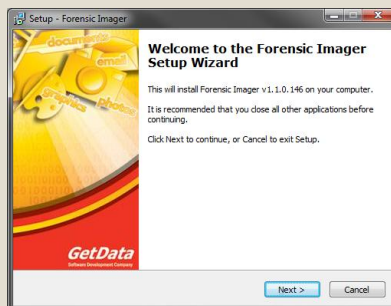 Setup - Forensic Imager
documents
email
graphics
photos
Welcome to the Forensic Imager
Setup Wizard
This will install Forensic Imager v1.1.0.146 on your computer.
It is recommended that you close all other applications before
continuing.
Click Next to continue, or Cancel to exit Setup.
GetData
Software Development Company
Next >
Cancel